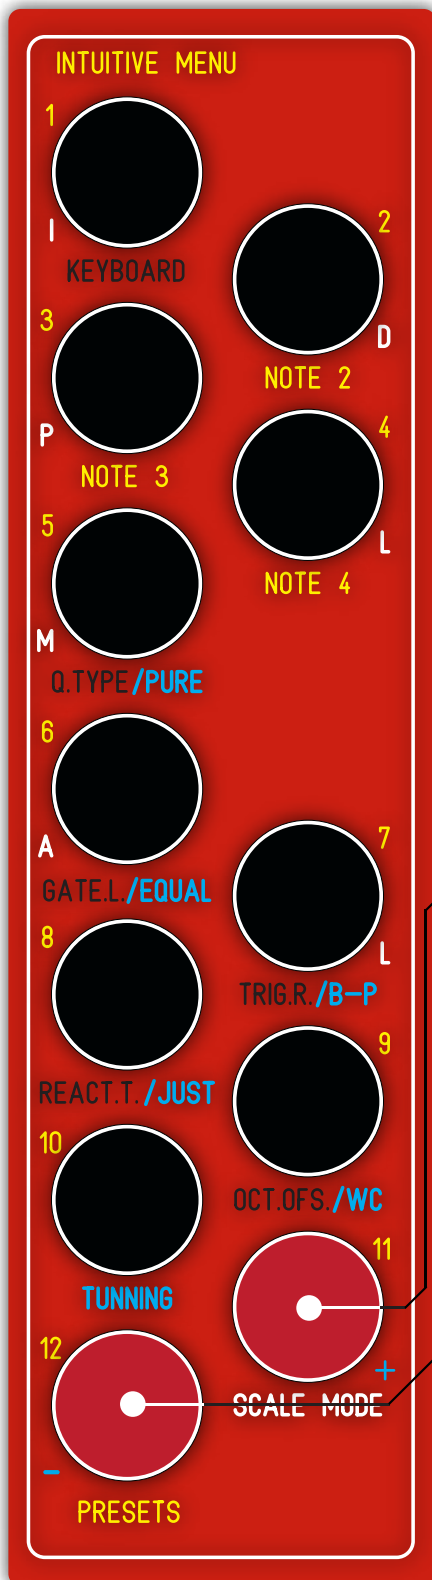 INTUITIVE MENU
1
I
KEYBOARD
2
D
NOTE 2
3
P
NOTE 3
4
L
NOTE 4
5
M
Q.TYPE/PURE
6
A
GATE.L./EQUAL
7
L
TRIG.R./B-P
8
REACT.T./JUST
9
OCT.OFS./WC
10
TUNNING
11
+
SCALE MODE
12
-
PRESETS